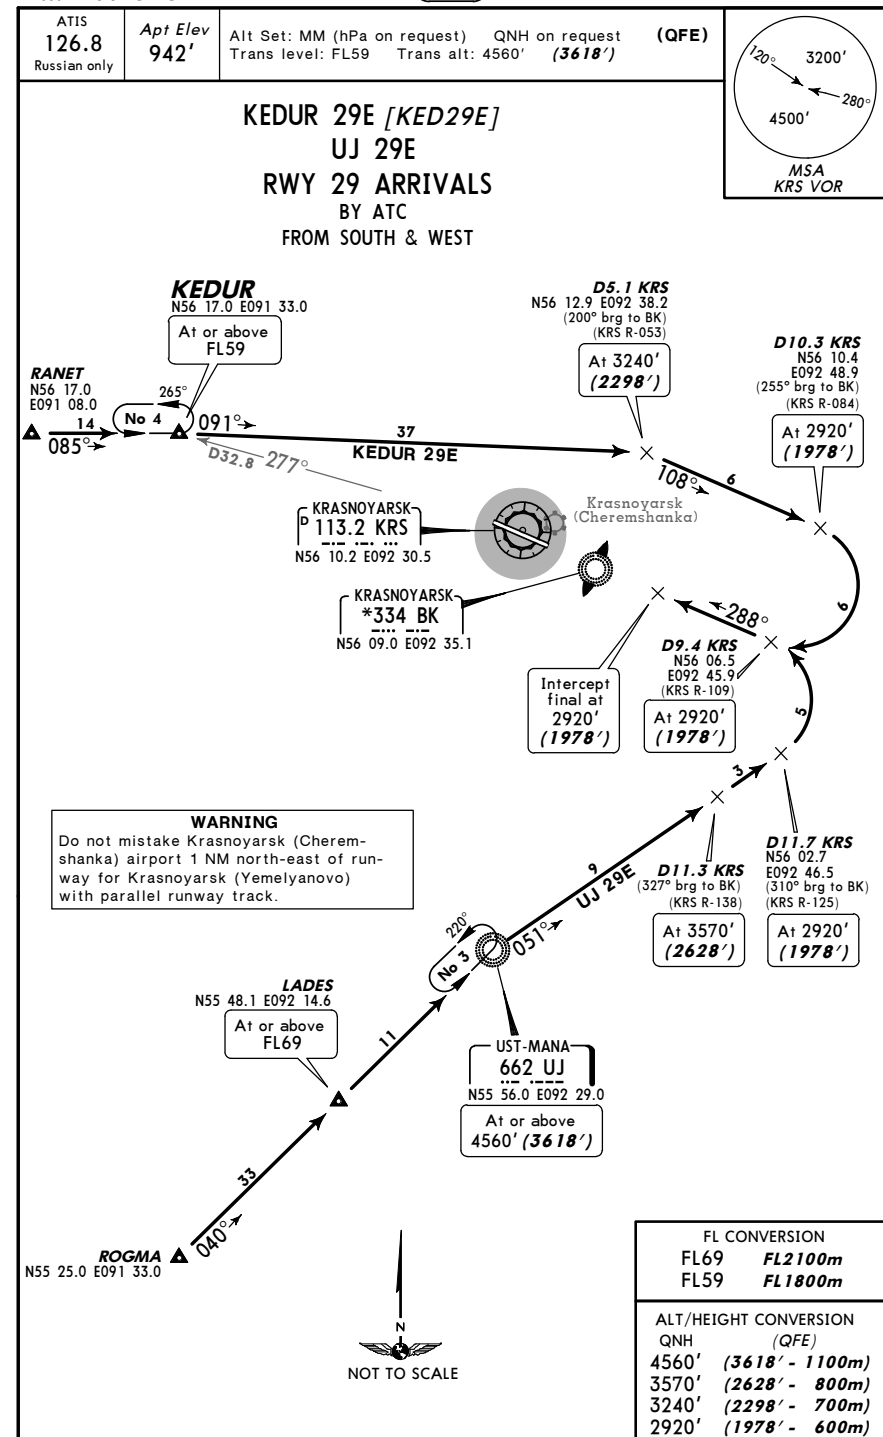 ATIS
126.8
Russian only
Apt Elev
942'
Alt Set: MM (hPa on request) QNH on request (QFE)
Trans level: FL59 Trans alt: 4560' (3618')
120°
3200'
280°
4500'
MSA
KRS VOR
KEDUR 29E [KED29E]
UJ 29E
RWY 29 ARRIVALS
BY ATC
FROM SOUTH & WEST
KEDUR
N56 17.0 E091 33.0
At or above
FL59
RANET
N56 17.0
E091 08.0
14
085°
No 4
265°
091°
37
KEDUR 29E
D32.8 277°
D5.1 KRS
N56 12.9 E092 38.2
(200° brg to BK)
(KRS R-053)
At 3240'
(2298')
D10.3 KRS
N56 10.4
E092 48.9
(255° brg to BK)
(KRS R-084)
At 2920'
(1978')
108°
6
Krasnoyarsk
(Cheremshanka)
KRASNOYARSK
D 113.2 KRS
N56 10.2 E092 30.5
KRASNOYARSK
*334 BK
N56 09.0 E092 35.1
6
288°
D9.4 KRS
N56 06.5
E092 45.9
(KRS R-109)
At 2920'
(1978')
Intercept
final at
2920'
(1978')
5
3
WARNING
Do not mistake Krasnoyarsk (Cherem-
shanka) airport 1 NM north-east of run-
way for Krasnoyarsk (Yemelyanovo)
with parallel runway track.
D11.3 KRS
(327° brg to BK)
(KRS R-138)
At 3570'
(2628')
D11.7 KRS
N56 02.7
E092 46.5
(310° brg to BK)
(KRS R-125)
At 2920'
(1978')
9
UJ 29E
051°
220°
No 3
LADES
N55 48.1 E092 14.6
At or above
FL69
11
UST-MANA
662 UJ
N55 56.0 E092 29.0
At or above
4560' (3618')
33
040°
ROGMA
N55 25.0 E091 33.0
N
NOT TO SCALE
FL CONVERSION
FL69 FL2100m
FL59 FL1800m
ALT/HEIGHT CONVERSION
QNH (QFE)
4560' (3618' - 1100m)
3570' (2628' - 800m)
3240' (2298' - 700m)
2920' (1978' - 600m)